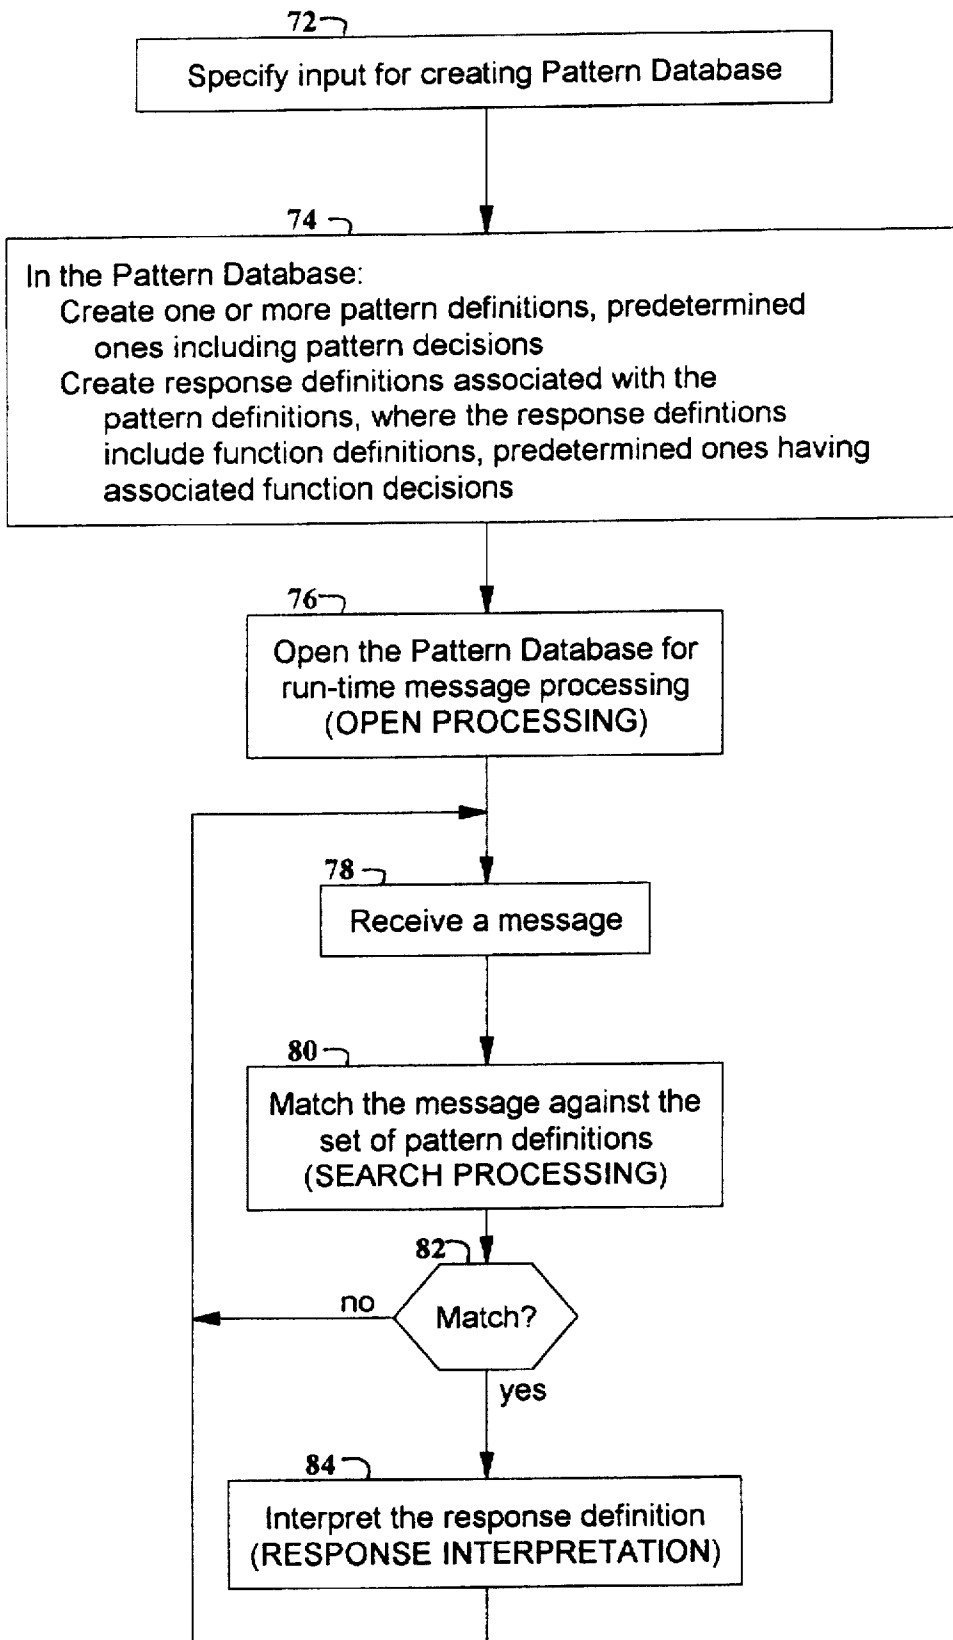 72
Specify input for creating Pattern Database
74
In the Pattern Database:
Create one or more pattern definitions, predetermined
ones including pattern decisions
Create response definitions associated with the
pattern definitions, where the response defintions
include function definitions, predetermined ones having
associated function decisions
76
Open the Pattern Database for
run-time message processing
(OPEN PROCESSING)
78
Receive a message
80
Match the message against the
set of pattern definitions
(SEARCH PROCESSING)
82
Match?
no
yes
84
Interpret the response definition
(RESPONSE INTERPRETATION)